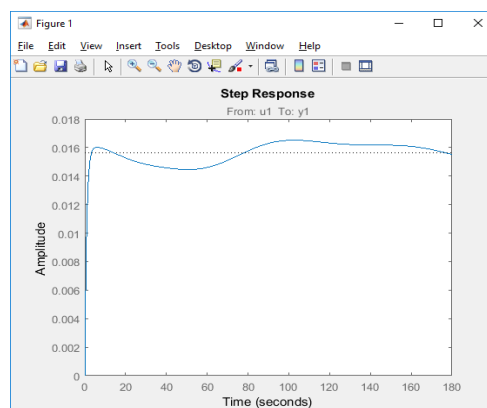 Figure 1
File Edit View Insert Tools Desktop Window Help
Step Response
From: u1 To: y1
0.018
0.016
0.014
0.012
0.01
0.008
0.006
0.004
0.002
0
Amplitude
0 20 40 60 80 100 120 140 160 180
Time (seconds)